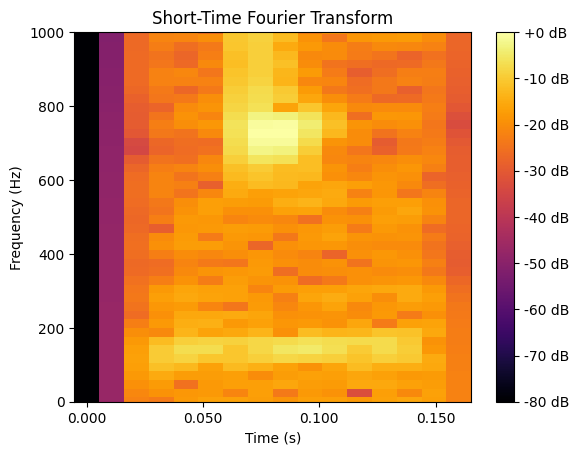 Short-Time Fourier Transform
1000
800
600
400
200
0
Frequency (Hz)
0.000
0.050
0.100
0.150
Time (s)
+0 dB
-10 dB
-20 dB
-30 dB
-40 dB
-50 dB
-60 dB
-70 dB
-80 dB